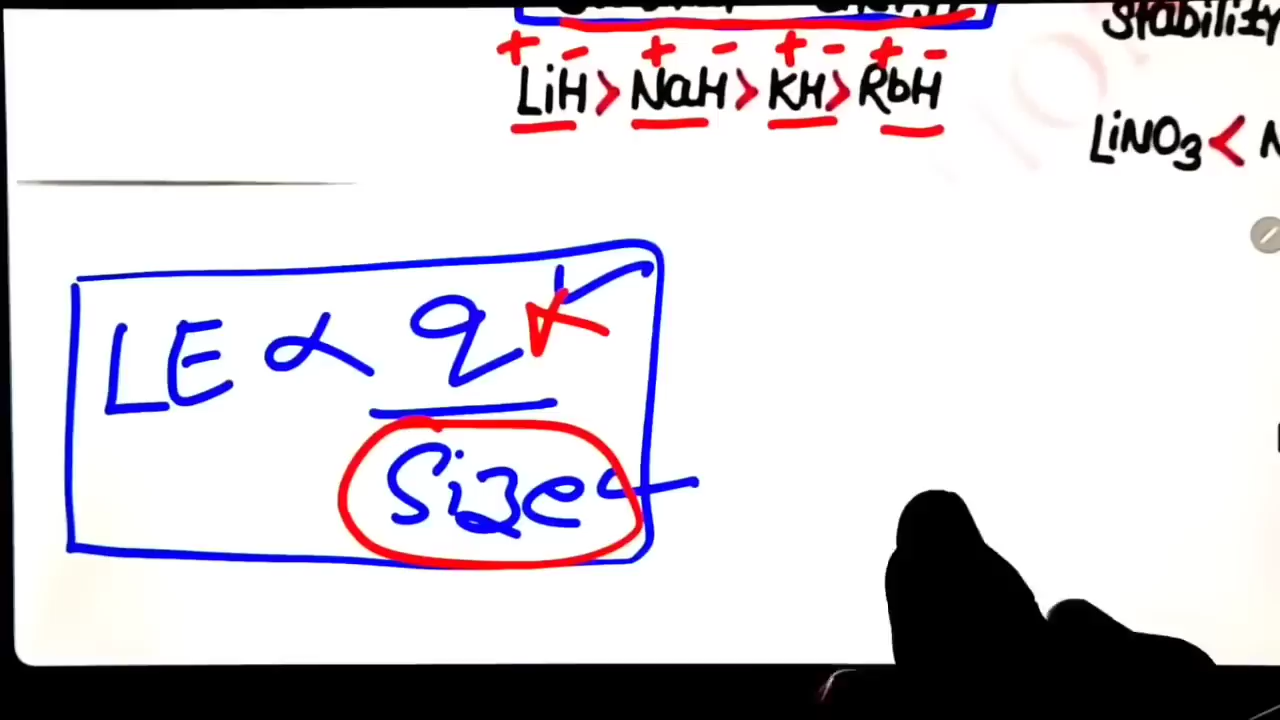 + - + - + - + -
LiH > NaH > KH > RbH
Stability
LiNO₃ <
LE ∝ q
Size